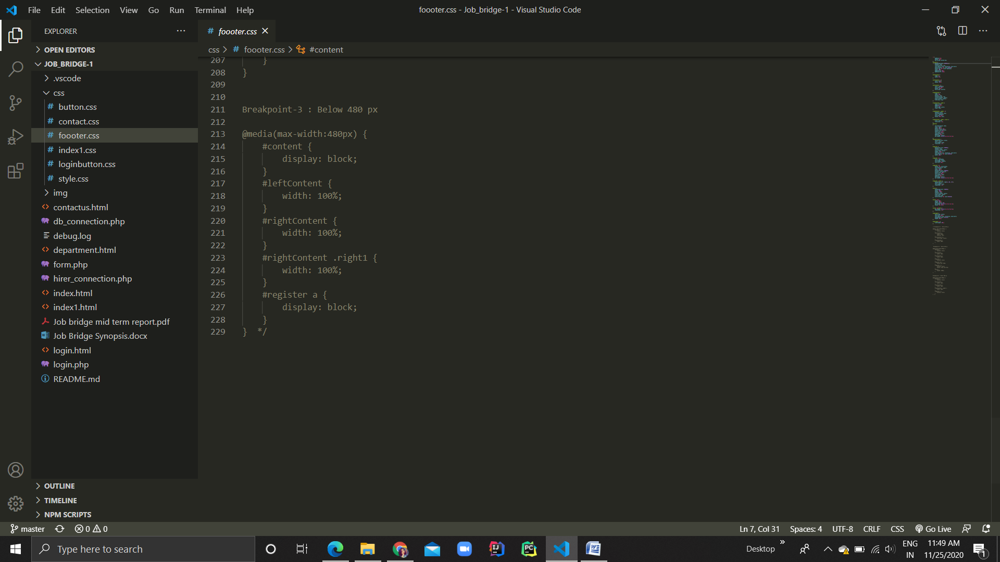 File Edit Selection View Go Run Terminal Help
foooter.css - Job_bridge-1 - Visual Studio Code
EXPLORER
OPEN EDITORS
JOB_BRIDGE-1
.vscode
css
button.css
contact.css
foooter.css
index1.css
loginbutton.css
style.css
img
contactus.html
db_connection.php
debug.log
department.html
form.php
hirer_connection.php
index.html
index1.html
Job bridge mid term report.pdf
Job Bridge Synopsis.docx
login.html
login.php
README.md
OUTLINE
TIMELINE
NPM SCRIPTS
# foooter.css
css > # foooter.css > #content
207 }
208 }
209
210
211 Breakpoint-3 : Below 480 px
212
213 @media(max-width:480px) {
214 #content {
215 display: block;
216 }
217 #leftContent {
218 width: 100%;
219 }
220 #rightContent {
221 width: 100%;
222 }
223 #rightContent .right1 {
224 width: 100%;
225 }
226 #register a {
227 display: block;
228 }
229 } */
master 0 0
Ln 7, Col 31 Spaces: 4 UTF-8 CRLF CSS Go Live
Type here to search
Desktop
ENG
IN
11:49 AM
11/25/2020
1